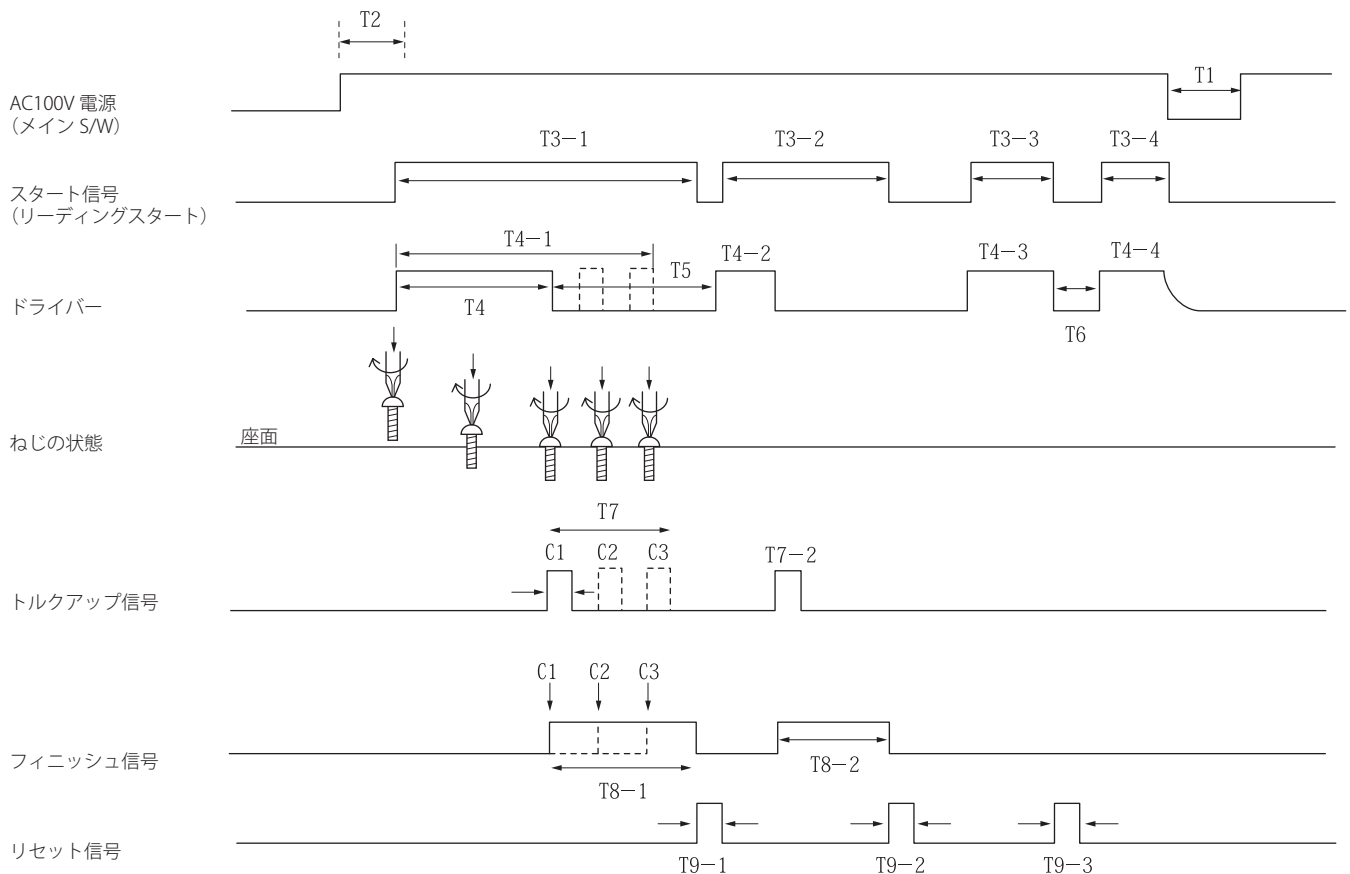 T2
AC100V 電源
（メイン S/W）
T1
T3−1
T3−2
T3−3
T3−4
スタート信号
（リーディングスタート）
T4−1
T5
T4−2
T4−3
T4−4
ドライバー
T4
T6
ねじの状態
座面
T7
C1
C2
C3
T7−2
トルクアップ信号
C1
C2
C3
フィニッシュ信号
T8−1
T8−2
リセット信号
T9−1
T9−2
T9−3